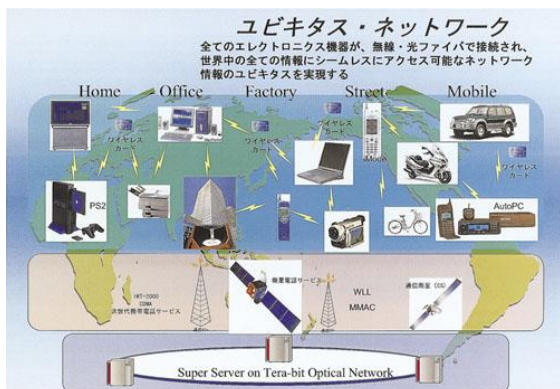 ユビキタス・ネットワーク
全てのエレクトロニクス機器が、無線・光ファイバで接続され、
世界中の全ての情報にシームレスにアクセス可能なネットワーク
情報のユビキタスを実現する
Home
Office
Factory
Street
Mobile
ワイヤレス
カード
ワイヤレス
カード
ワイヤレス
カード
ワイヤレス
カード
iMode
PS2
AutoPC
衛星電話サービス
通信衛星(CS)
IMT-2000
CDMA
次世代携帯電話サービス
WLL
MMAC
Super Server on Tera-bit Optical Network